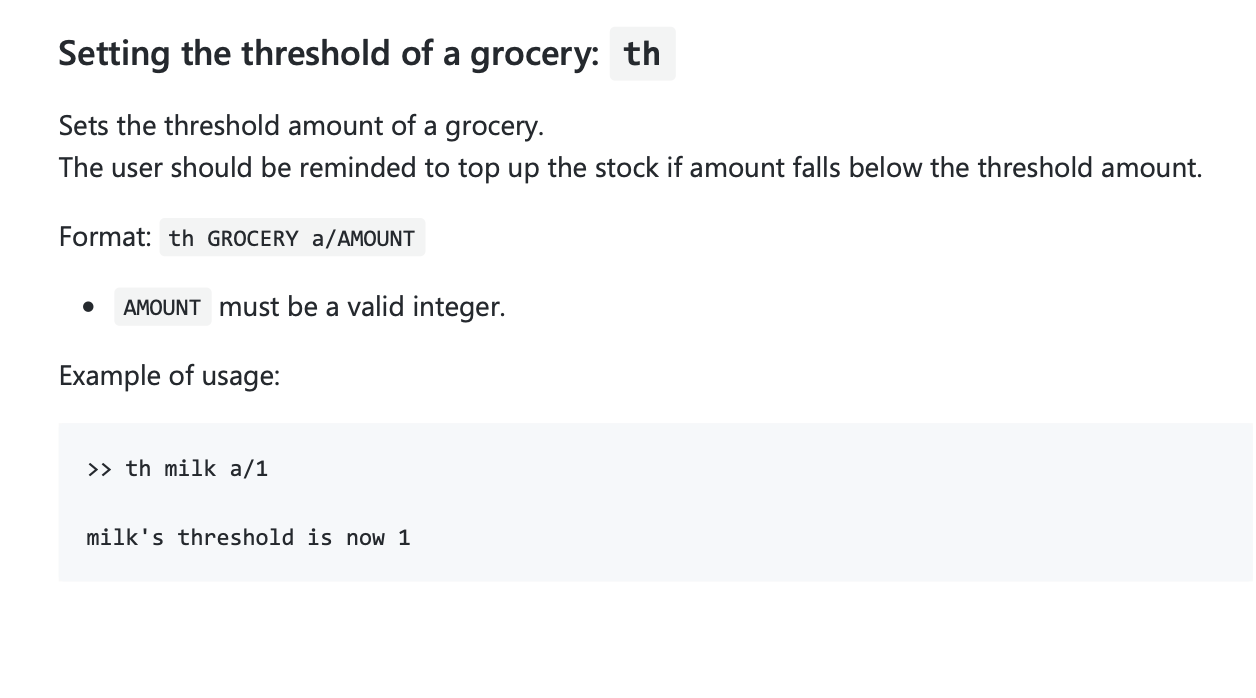 Setting the threshold of a grocery: th
Sets the threshold amount of a grocery.
The user should be reminded to top up the stock if amount falls below the threshold amount.
Format: th GROCERY a/AMOUNT
• AMOUNT must be a valid integer.
Example of usage:
>> th milk a/1
milk's threshold is now 1